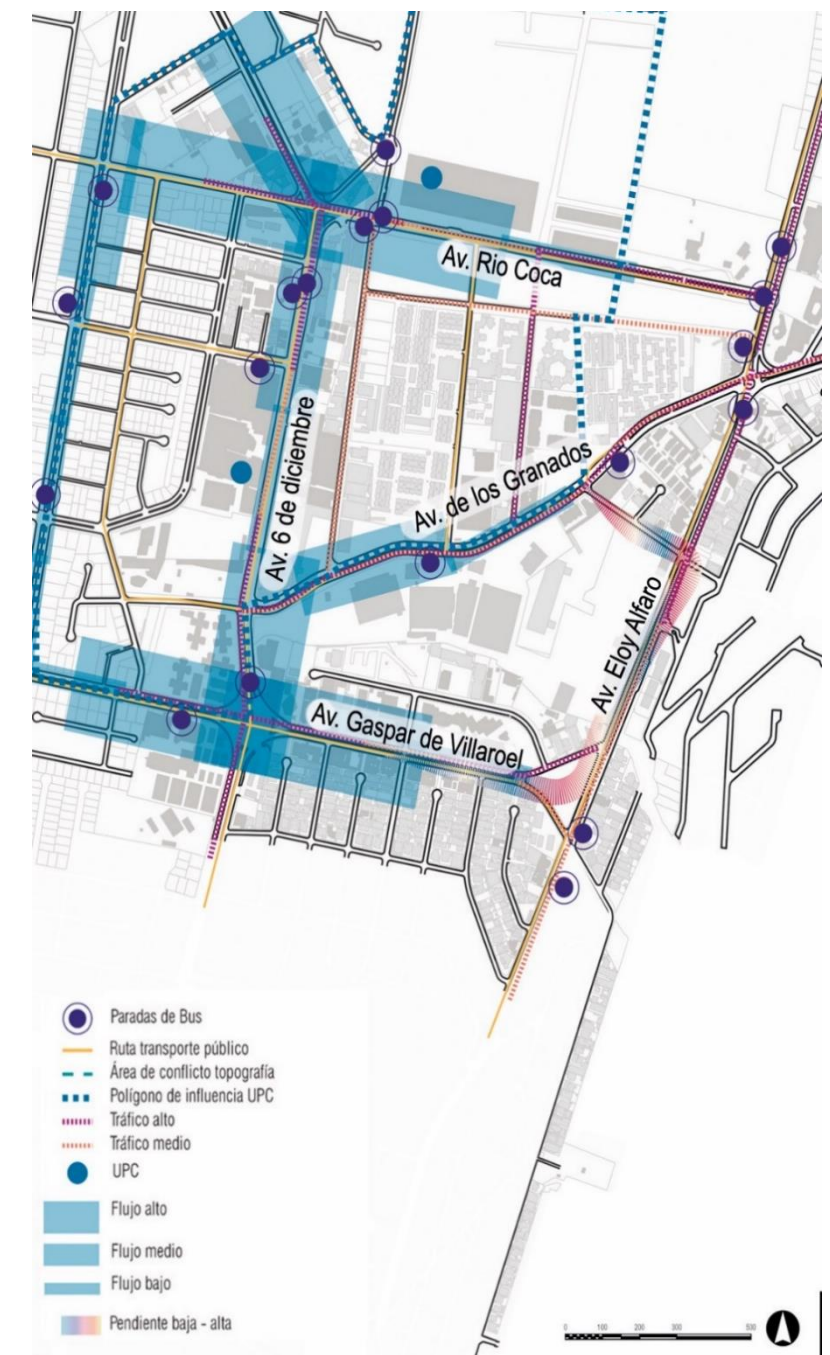 Av. Rio Coca
Av. 6 de diciembre
Av. de los Granados
Av. Eloy Alfaro
Av. Gaspar de Villaroel
Paradas de Bus
Ruta transporte público
Área de conflicto topografía
Polígono de influencia UPC
Tráfico alto
Tráfico medio
UPC
Flujo alto
Flujo medio
Flujo bajo
Pendiente baja - alta
0 100 200 300 500